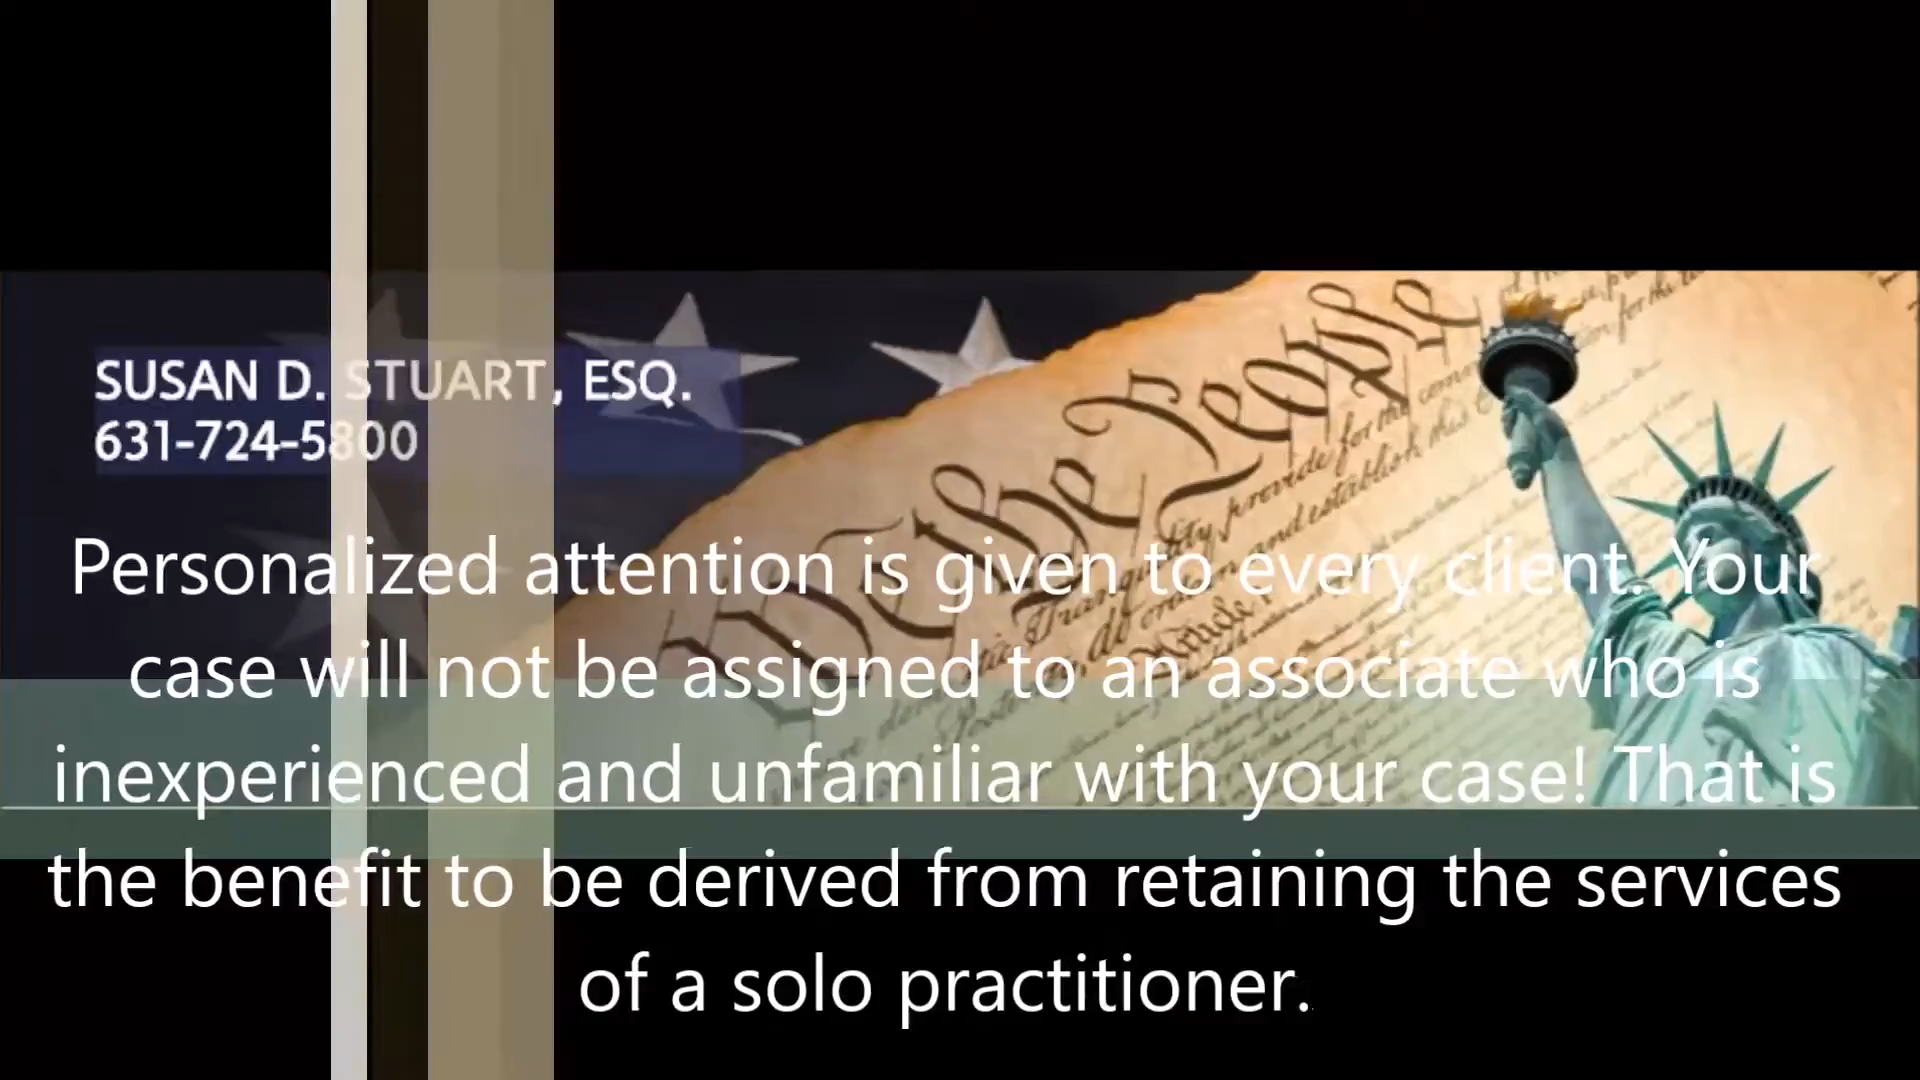 SUSAN D. STUART, ESQ.
631-724-5800
We the People
Personalized attention is given to every client. Your
case will not be assigned to an associate who is
inexperienced and unfamiliar with your case! That is
the benefit to be derived from retaining the services
of a solo practitioner.